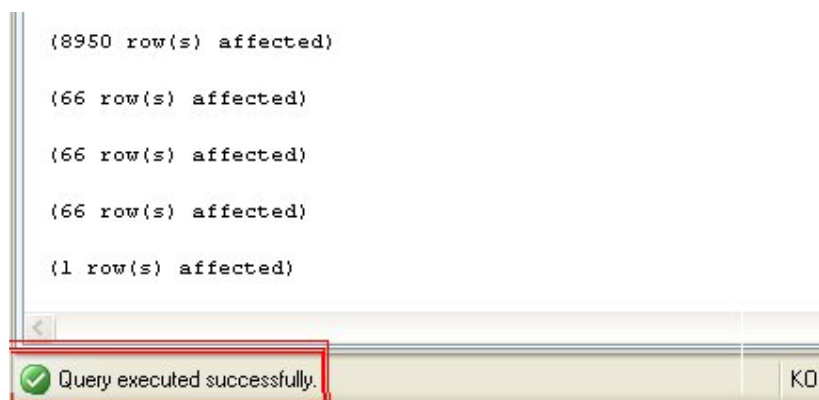 (8950 row(s) affected)
(66 row(s) affected)
(66 row(s) affected)
(66 row(s) affected)
(1 row(s) affected)
Query executed successfully.
KO